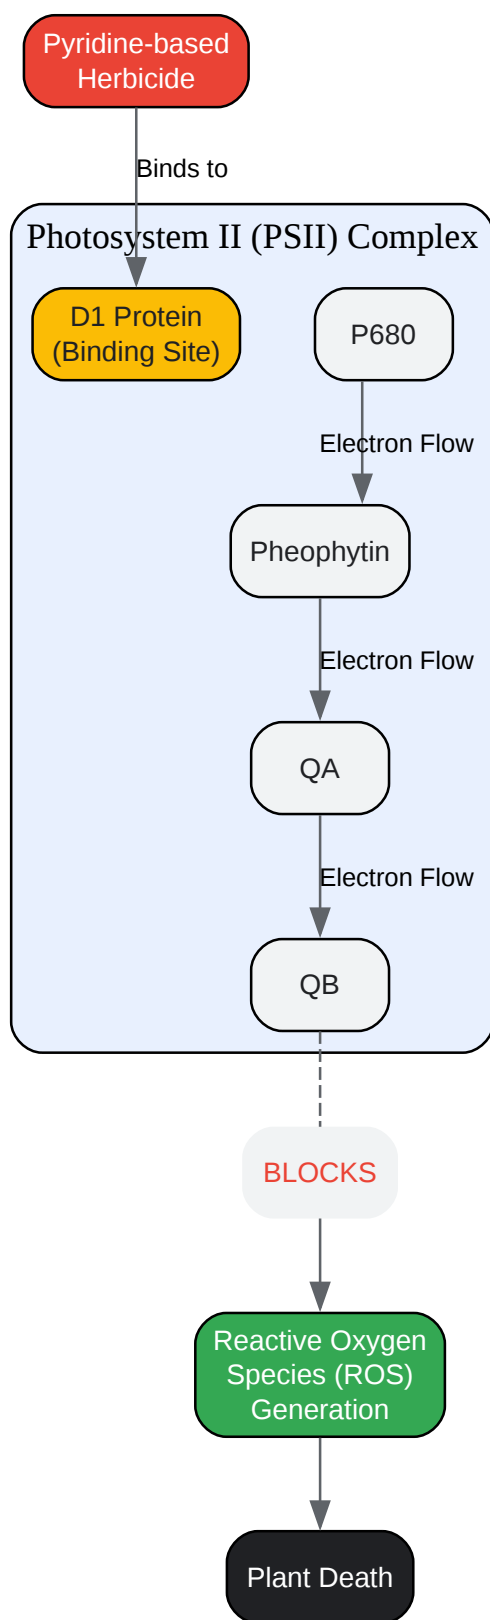 Pyridine-based
Herbicide
Binds to
Photosystem II (PSII) Complex
D1 Protein
(Binding Site)
P680
Electron Flow
Pheophytin
Electron Flow
QA
Electron Flow
QB
BLOCKS
Reactive Oxygen
Species (ROS)
Generation
Plant Death